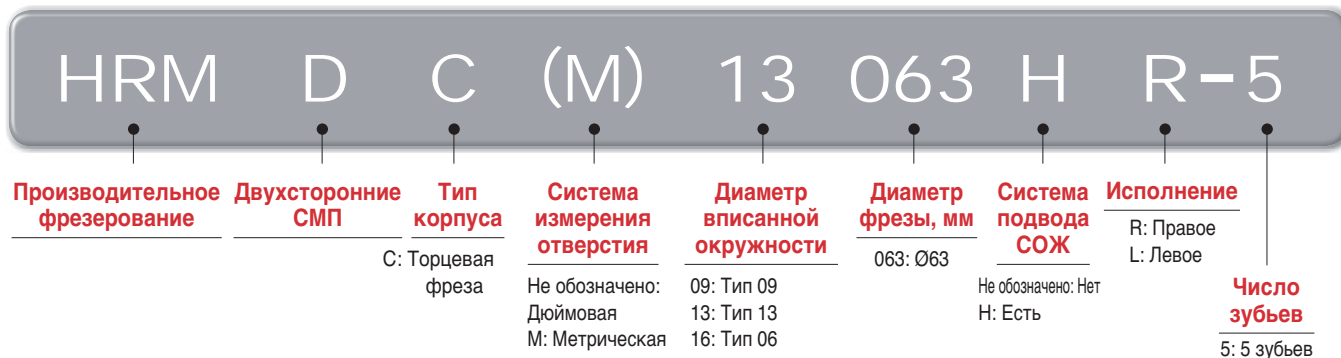 HRM D C (M) 13 063 H R-5
Производительное
фрезерование
Двухсторонние
СМП
Тип
корпуса
C: Торцевая
фреза
Система
измерения
отверстия
Не обозначено:
Дюймовая
M: Метрическая
Диаметр
вписанной
окружности
09: Тип 09
13: Тип 13
16: Тип 06
Диаметр
фрезы, мм
063: Ø63
Система
подвода
СОЖ
Не обозначено: Нет
H: Есть
Исполнение
R: Правое
L: Левое
Число
зубьев
5: 5 зубьев